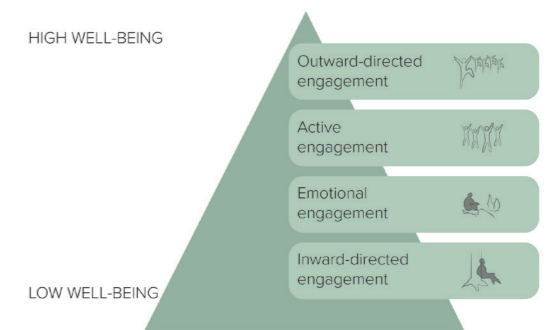 HIGH WELL-BEING
Outward-directed
engagement
Active
engagement
Emotional
engagement
Inward-directed
engagement
LOW WELL-BEING